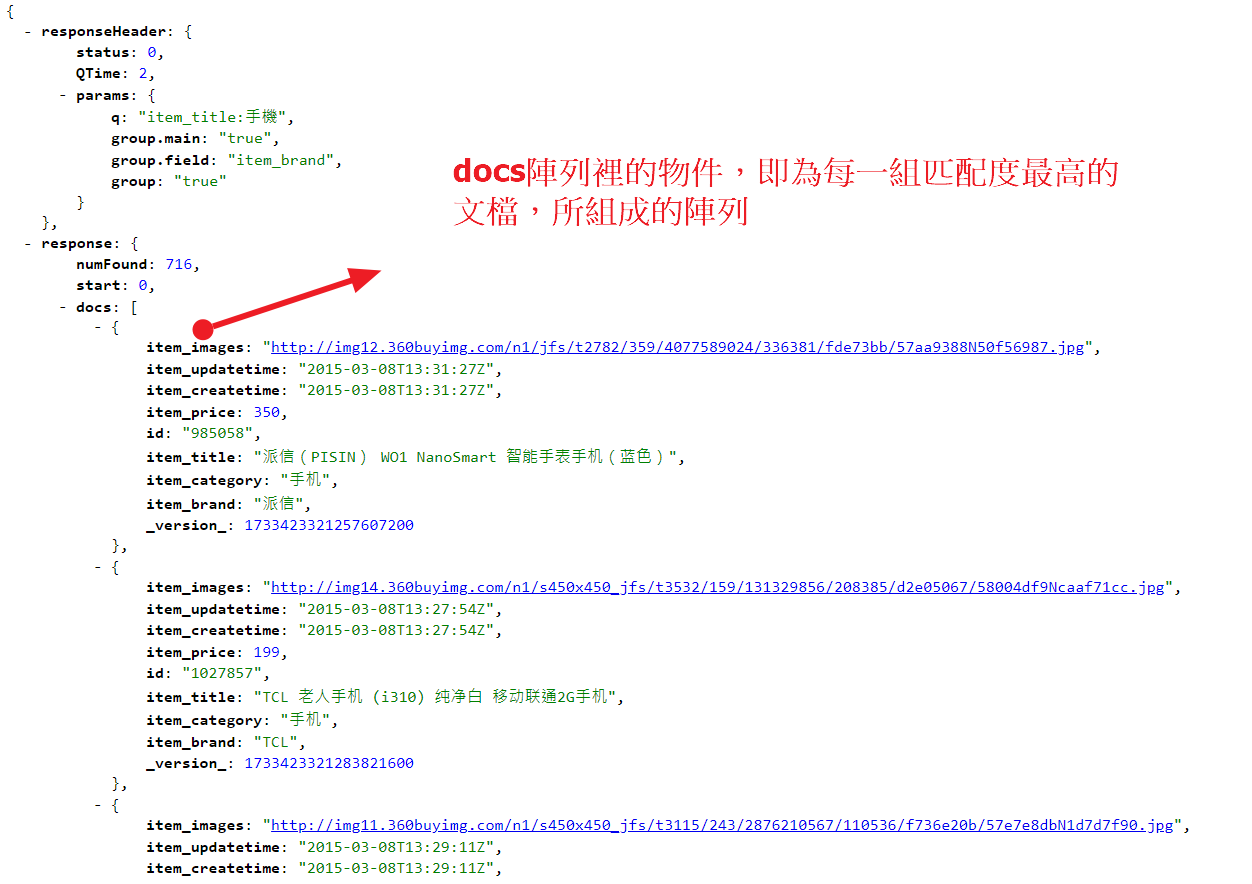 {
- responseHeader: {
status: 0,
QTime: 2,
- params: {
q: "item_title:手機",
group.main: "true",
group.field: "item_brand",
group: "true"
}
},
docs陣列裡的物件，即為每一組匹配度最高的
文檔，所組成的陣列
- response: {
numFound: 716,
start: 0,
- docs: [
- {
item_images: "http://img12.360buyimg.com/n1/jfs/t2782/359/4077589024/336381/fde73bb/57aa9388N50f56987.jpg",
item_updatetime: "2015-03-08T13:31:27Z",
item_createtime: "2015-03-08T13:31:27Z",
item_price: 350,
id: "985058",
item_title: "派信（PISIN） WO1 NanoSmart 智能手表手机（蓝色）",
item_category: "手机",
item_brand: "派信",
_version_: 1733423321257607200
},
- {
item_images: "http://img14.360buyimg.com/n1/s450x450_jfs/t3532/159/131329856/208385/d2e05067/58004df9Ncaaf71cc.jpg",
item_updatetime: "2015-03-08T13:27:54Z",
item_createtime: "2015-03-08T13:27:54Z",
item_price: 199,
id: "1027857",
item_title: "TCL 老人手机 (i310) 纯净白 移动联通2G手机",
item_category: "手机",
item_brand: "TCL",
_version_: 1733423321283821600
},
- {
item_images: "http://img11.360buyimg.com/n1/s450x450_jfs/t3115/243/2876210567/110536/f736e20b/57e7e8dbN1d7d7f90.jpg",
item_updatetime: "2015-03-08T13:29:11Z",
item_createtime: "2015-03-08T13:29:11Z",